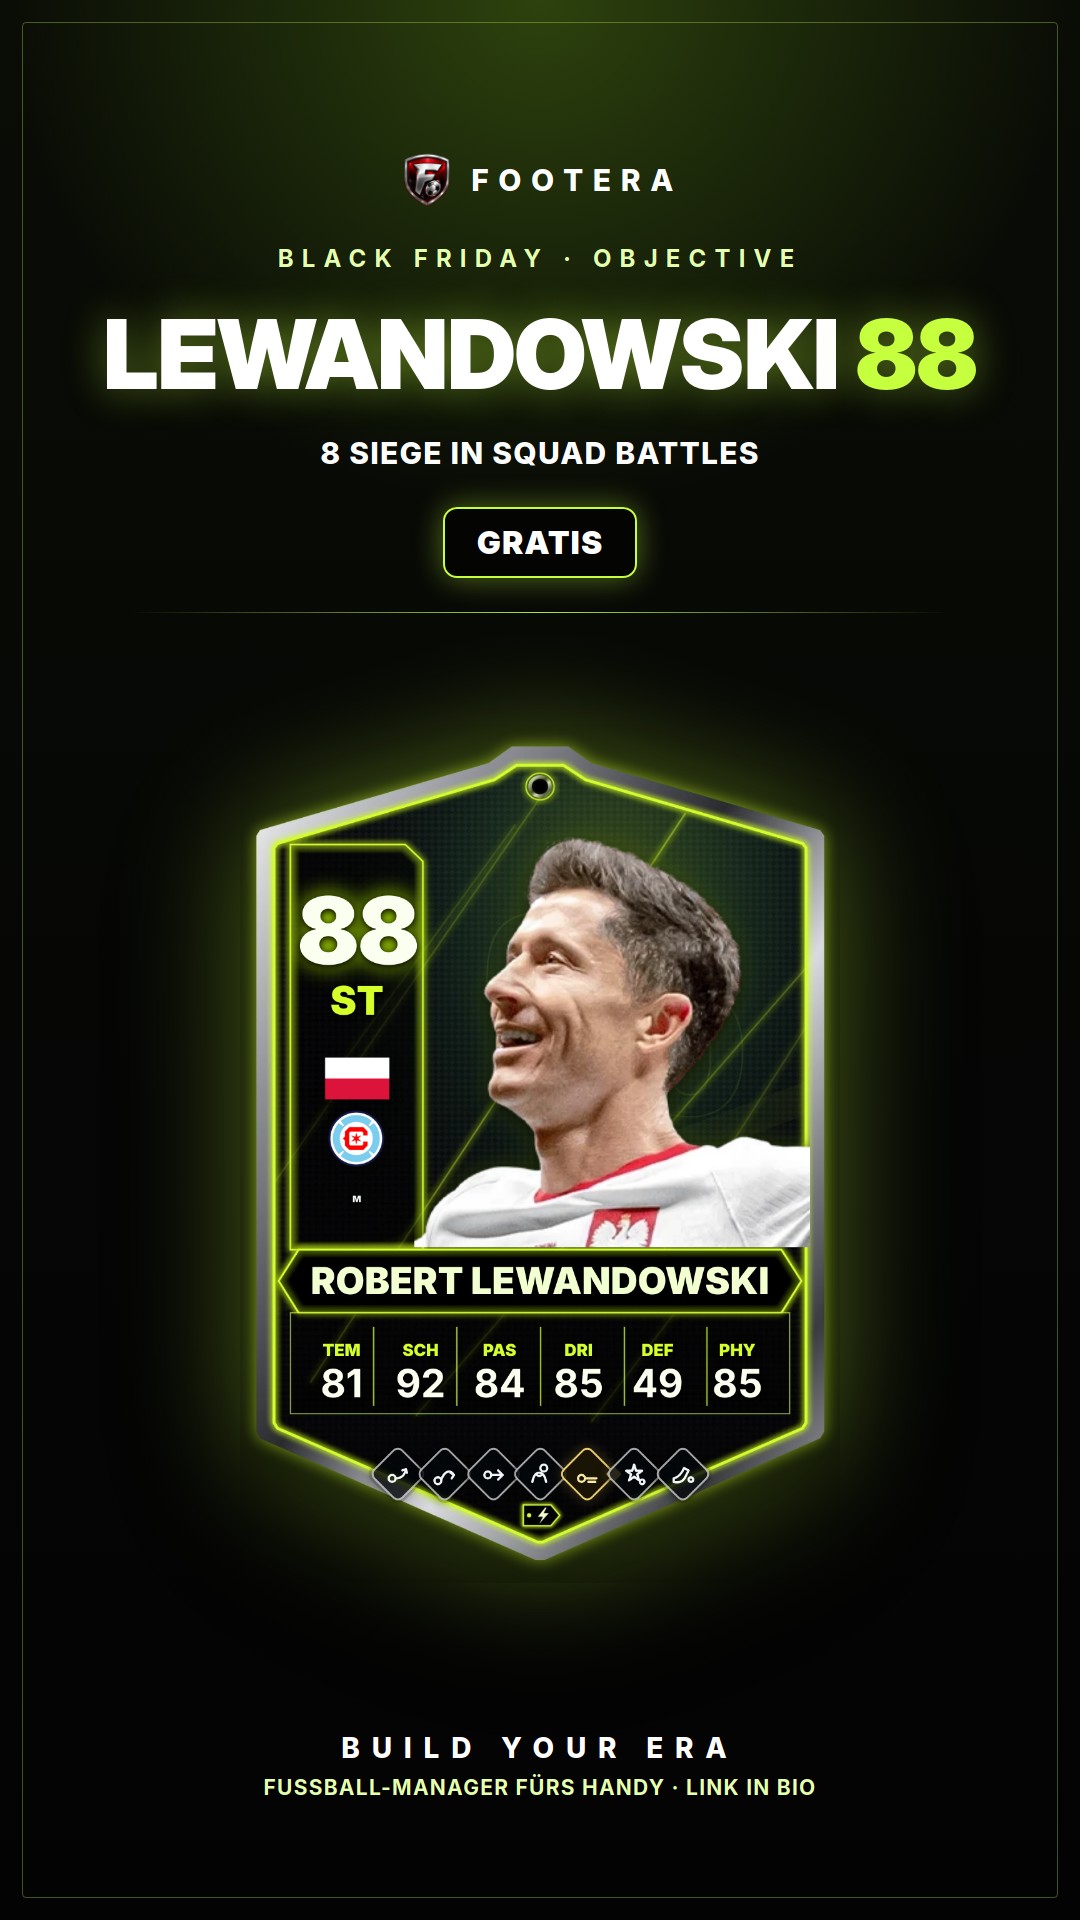 FOOTERA
BLACK FRIDAY · OBJECTIVE
LEWANDOWSKI 88
8 SIEGE IN SQUAD BATTLES
GRATIS
88
ST
M
ROBERT LEWANDOWSKI
TEM SCH PAS DRI DEF PHY
81 92 84 85 49 85
BUILD YOUR ERA
FUSSBALL-MANAGER FÜRS HANDY · LINK IN BIO